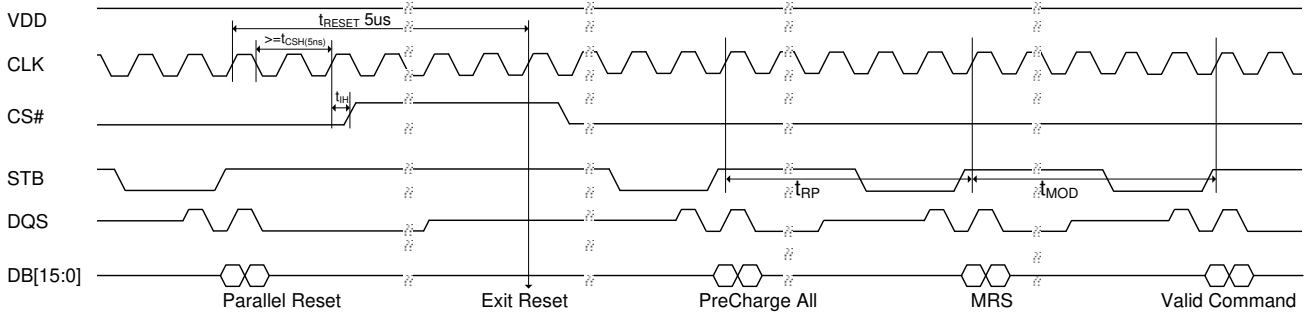 VDD
tRESET 5us
>=tCSH(5ns)
CLK
tIH
CS#
STB
tRP
tMOD
DQS
DB[15:0]
Parallel Reset
Exit Reset
PreCharge All
MRS
Valid Command